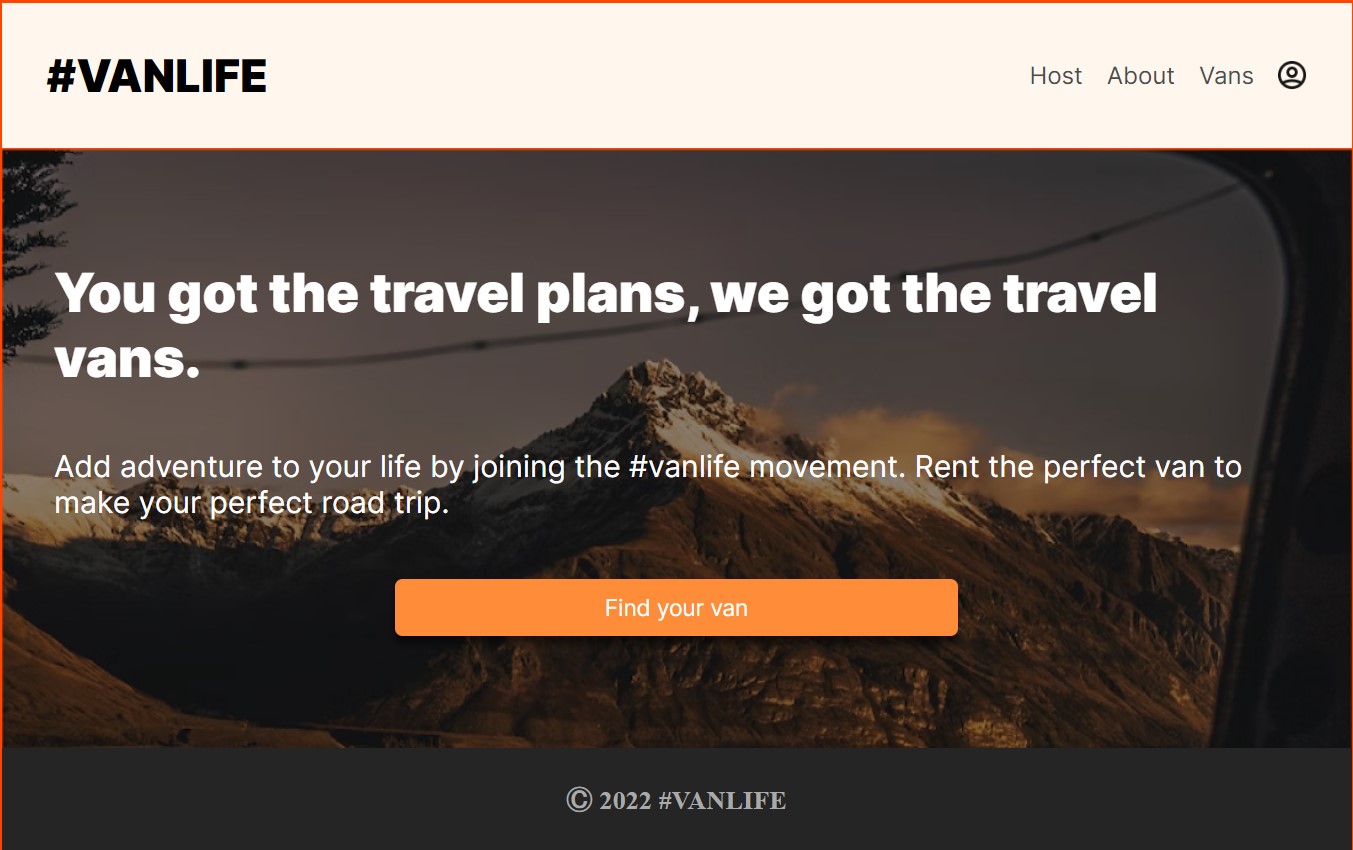 #VANLIFE
Host About Vans
You got the travel plans, we got the travel
vans.
Add adventure to your life by joining the #vanlife movement. Rent the perfect van to
make your perfect road trip.
Find your van
© 2022 #VANLIFE